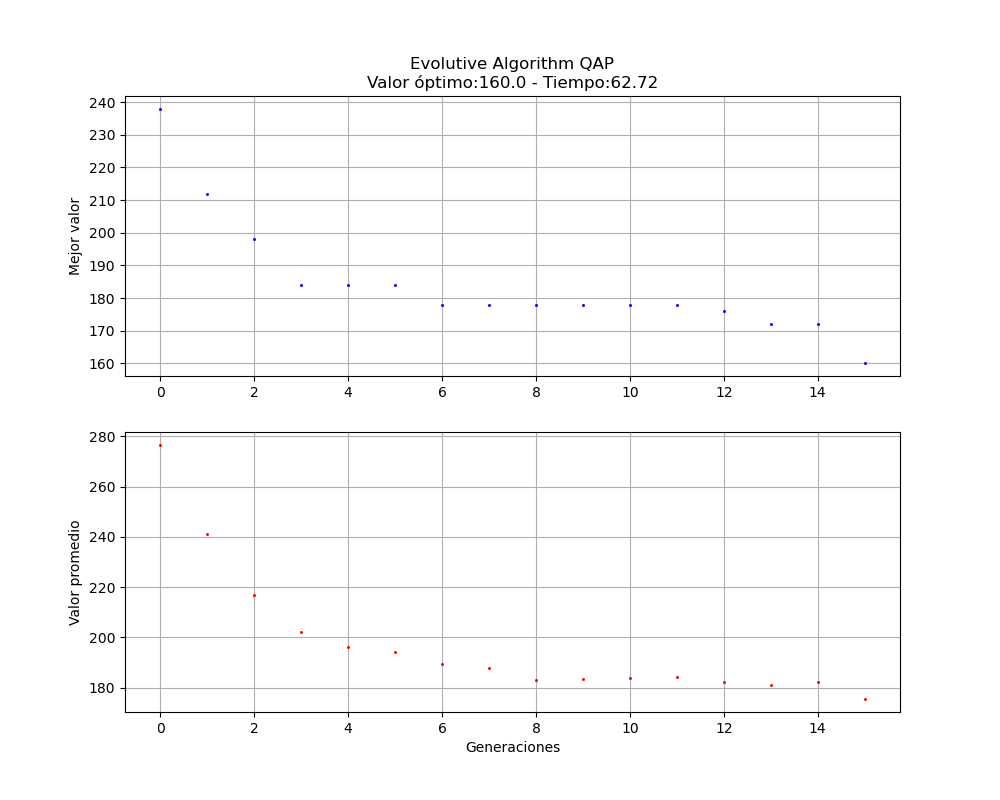 Evolutive Algorithm QAP
Valor óptimo:160.0 - Tiempo:62.72
Mejor valor
240
230
220
210
200
190
180
170
160
0 2 4 6 8 10 12 14
Valor promedio
280
260
240
220
200
180
0 2 4 6 8 10 12 14
Generaciones